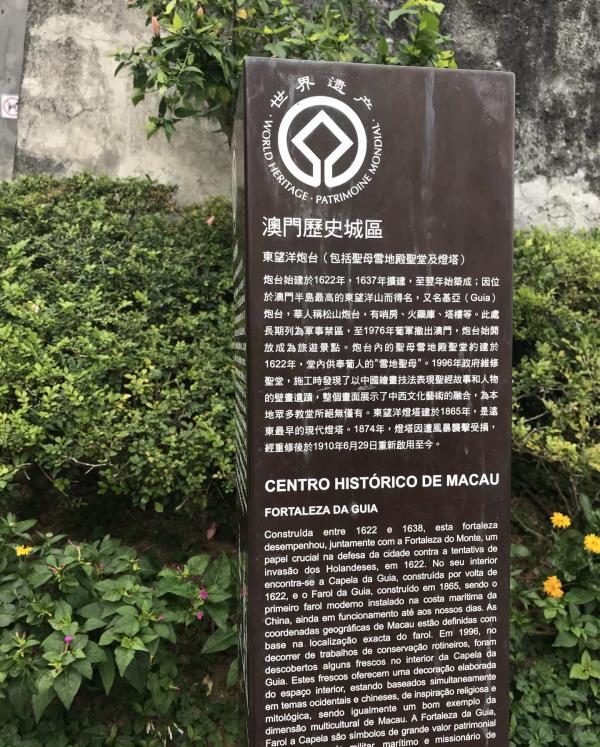 世界遗产
· WORLD HERITAGE · PATRIMOINE MONDIAL ·
澳門歷史城區
東望洋炮台（包括聖母雪地殿聖堂及燈塔）
炮台始建於1622年，1637年擴建，至翌年始築成；因位
於澳門半島最高的東望洋山而得名，又名基亞（Guia）
炮台，華人稱松山炮台，有哨房、火藥庫、塔樓等。此處
長期列為軍事禁區，至1976年葡軍撤出澳門，炮台始開
放成為旅遊景點。炮台內的聖母雪地殿聖堂約建於
1622年，堂內供奉葡人的"雪地聖母"。1996年政府維修
聖堂，施工時發現了以中國繪畫技法表現聖經故事和人物
的壁畫遺蹟，整個畫面展示了中西文化藝術的融合，為本
地眾多教堂所絕無僅有。東望洋燈塔建於1865年，是遠
東最早的現代燈塔。1874年，燈塔因遭風暴襲擊受損，
經重修後於1910年6月29日重新啟用至今。
CENTRO HISTÓRICO DE MACAU
FORTALEZA DA GUIA
Construída entre 1622 e 1638, esta fortaleza
desempenhou, juntamente com a Fortaleza do Monte, um
papel crucial na defesa da cidade contra a tentativa de
invasão dos Holandeses, em 1622. No seu interior
encontra-se a Capela da Guia, construída por volta de
1622, e o Farol da Guia, construído em 1865, sendo o
primeiro farol moderno instalado na costa marítima da
China, ainda em funcionamento até aos nossos dias. As
coordenadas geográficas de Macau estão definidas com
base na localização exacta do farol. Em 1996, no
decorrer de trabalhos de conservação rotineiros, foram
descobertos alguns frescos no interior da Capela da
Guia. Estes frescos oferecem uma decoração elaborada
do espaço interior, estando baseados simultaneamente
em temas ocidentais e chineses, de inspiração religiosa e
mitológica, sendo igualmente um bom exemplo da
dimensão multicultural de Macau. A Fortaleza da Guia,
Farol a Capela são símbolos de grande valor patrimonial
militar, marítimo e missionário de